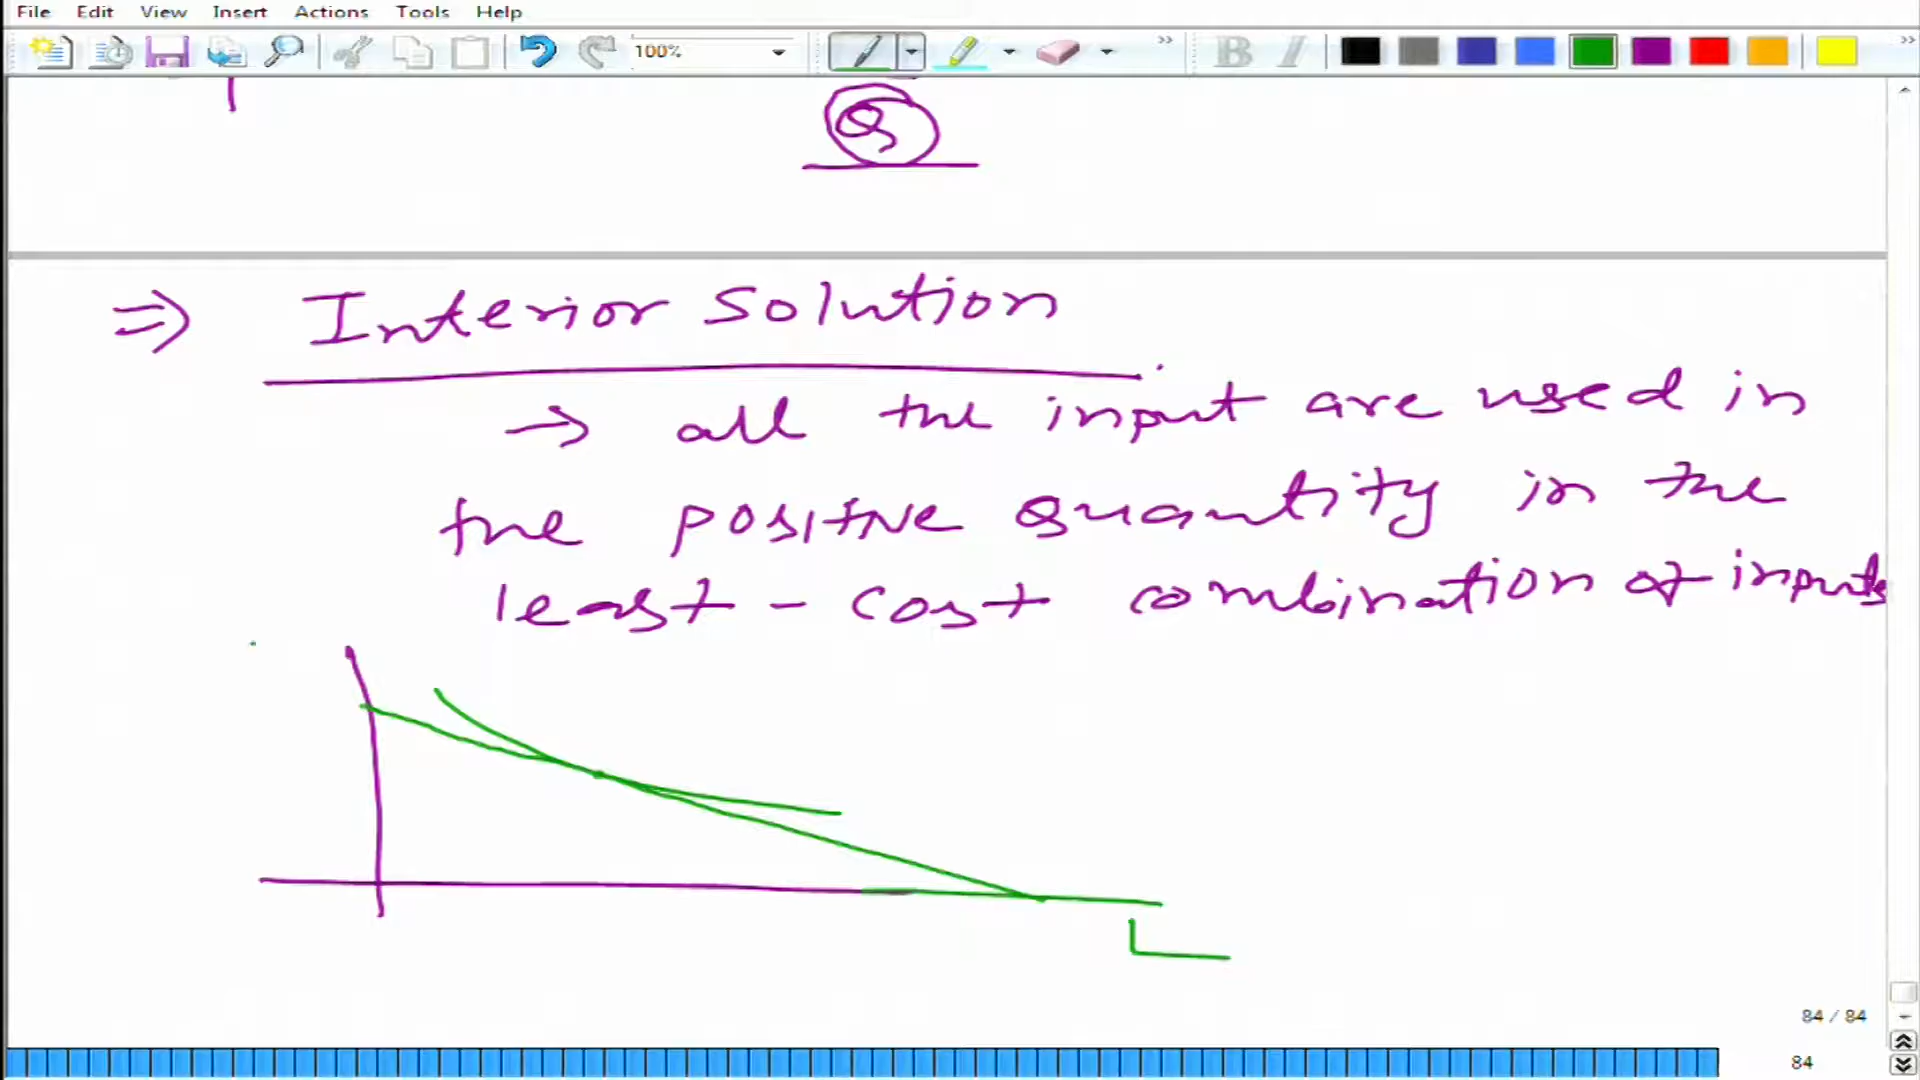 File Edit View Insert Actions Tools Help
100%
B I
Q
⇒ Interior Solution
→ all the input are used in
the positive quantity in the
least - cost combination of inputs
L
84 / 84
84